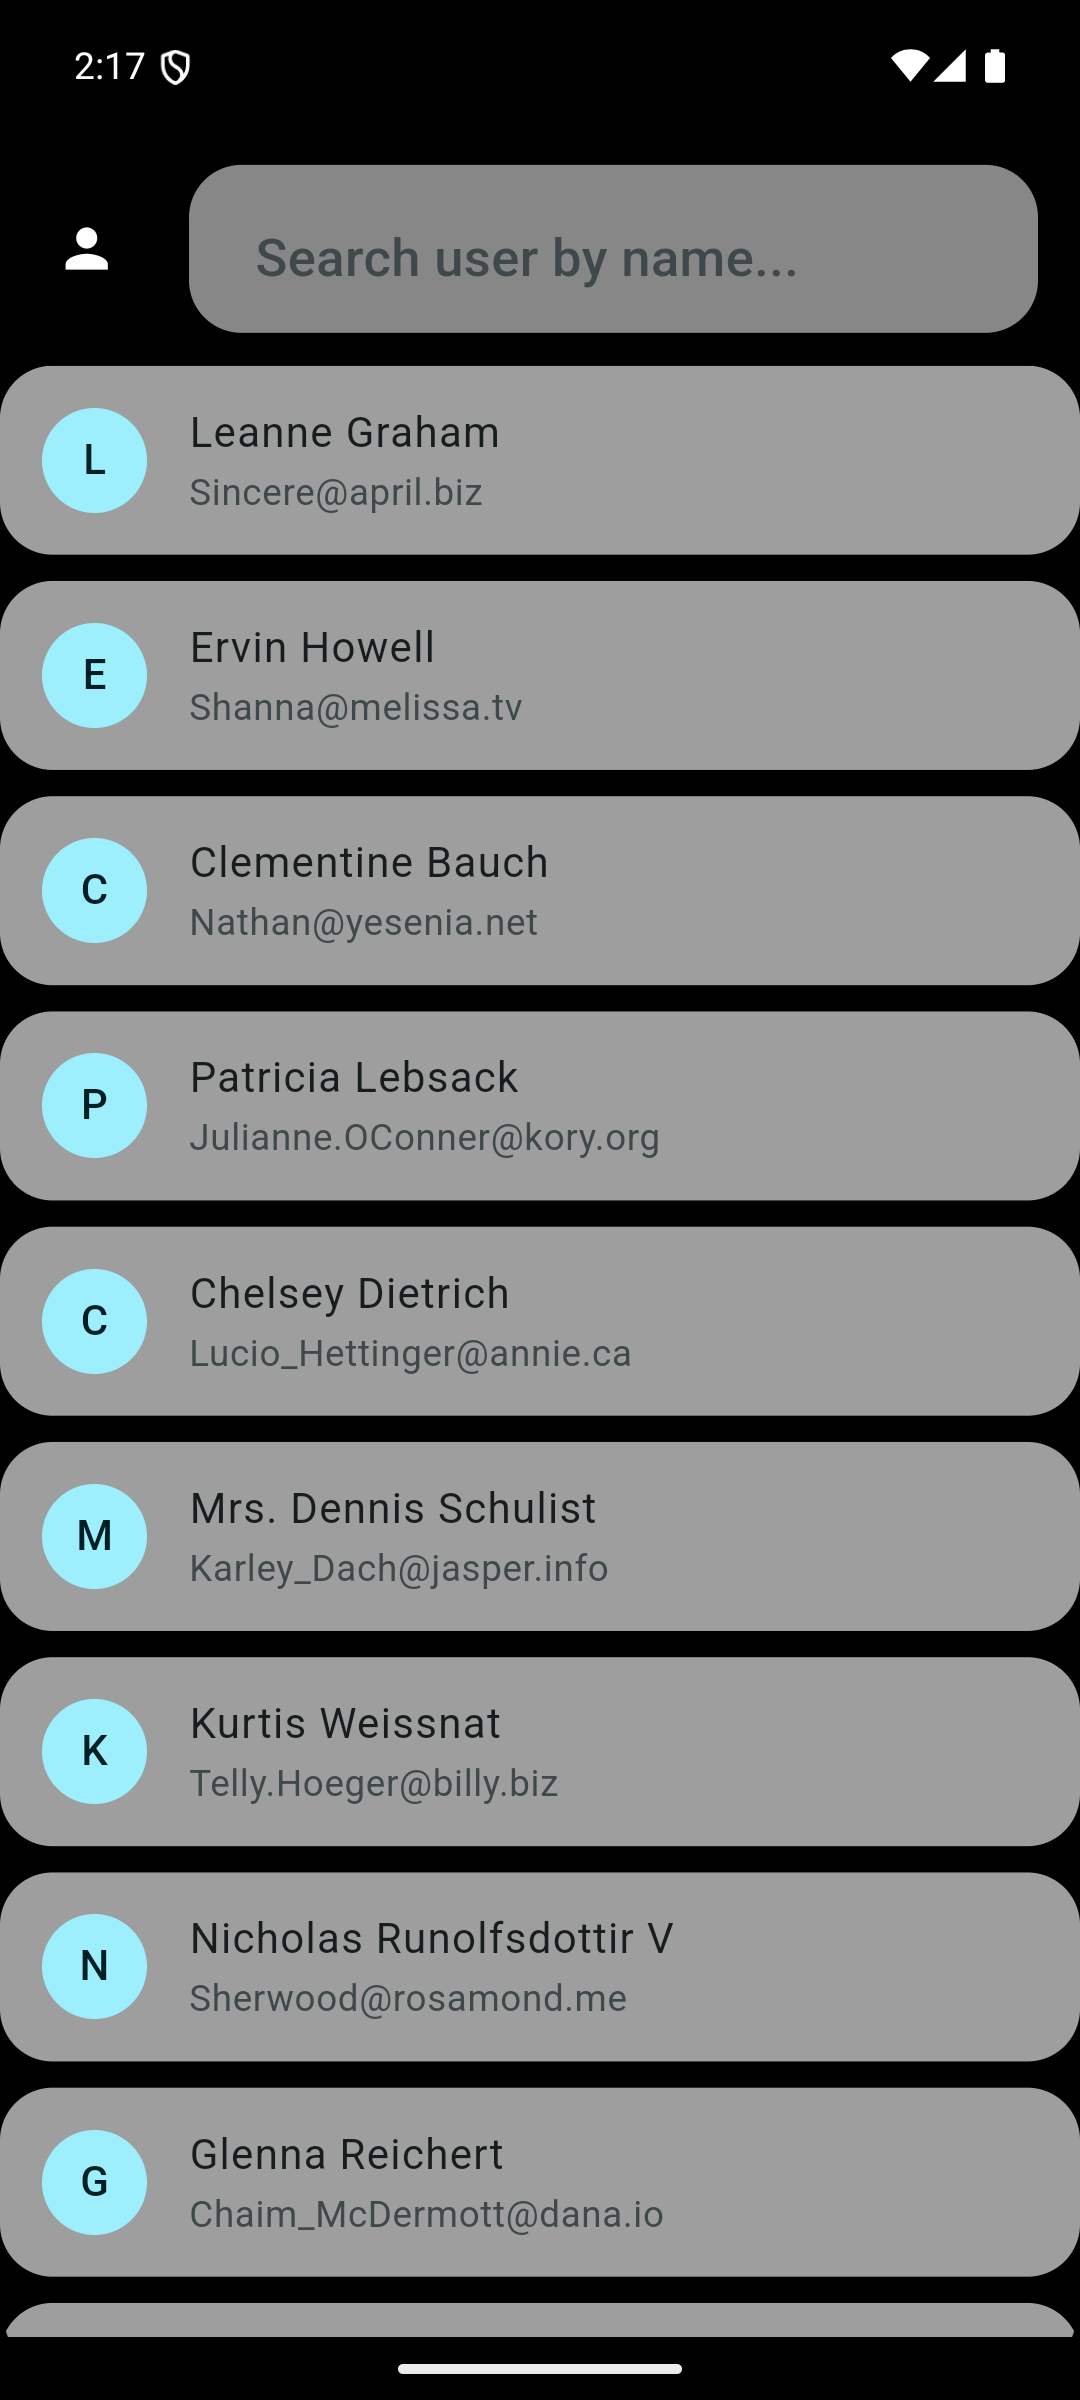 2:17
Search user by name...
L
Leanne Graham
Sincere@april.biz
E
Ervin Howell
Shanna@melissa.tv
C
Clementine Bauch
Nathan@yesenia.net
P
Patricia Lebsack
Julianne.OConner@kory.org
C
Chelsey Dietrich
Lucio_Hettinger@annie.ca
M
Mrs. Dennis Schulist
Karley_Dach@jasper.info
K
Kurtis Weissnat
Telly.Hoeger@billy.biz
N
Nicholas Runolfsdottir V
Sherwood@rosamond.me
G
Glenna Reichert
Chaim_McDermott@dana.io